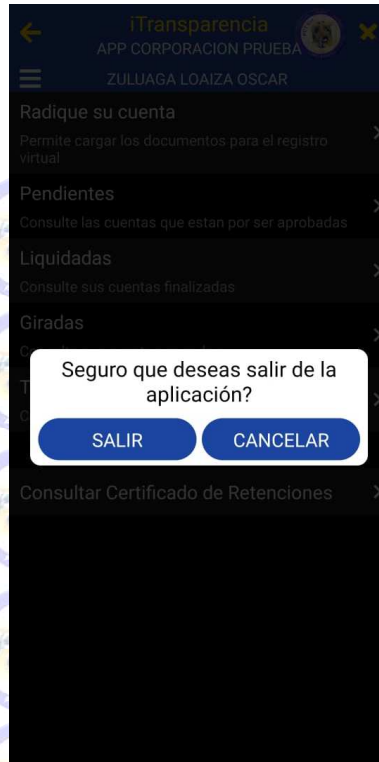 iTransparencia
APP CORPORACION PRUEBA
ZULUAGA LOAIZA OSCAR
Radique su cuenta
Permite cargar los documentos para el registro
virtual
Pendientes
Consulte las cuentas que estan por ser aprobadas
Liquidadas
Consulte sus cuentas finalizadas
Giradas
Seguro que deseas salir de la
aplicación?
SALIR
CANCELAR
Consultar Certificado de Retenciones